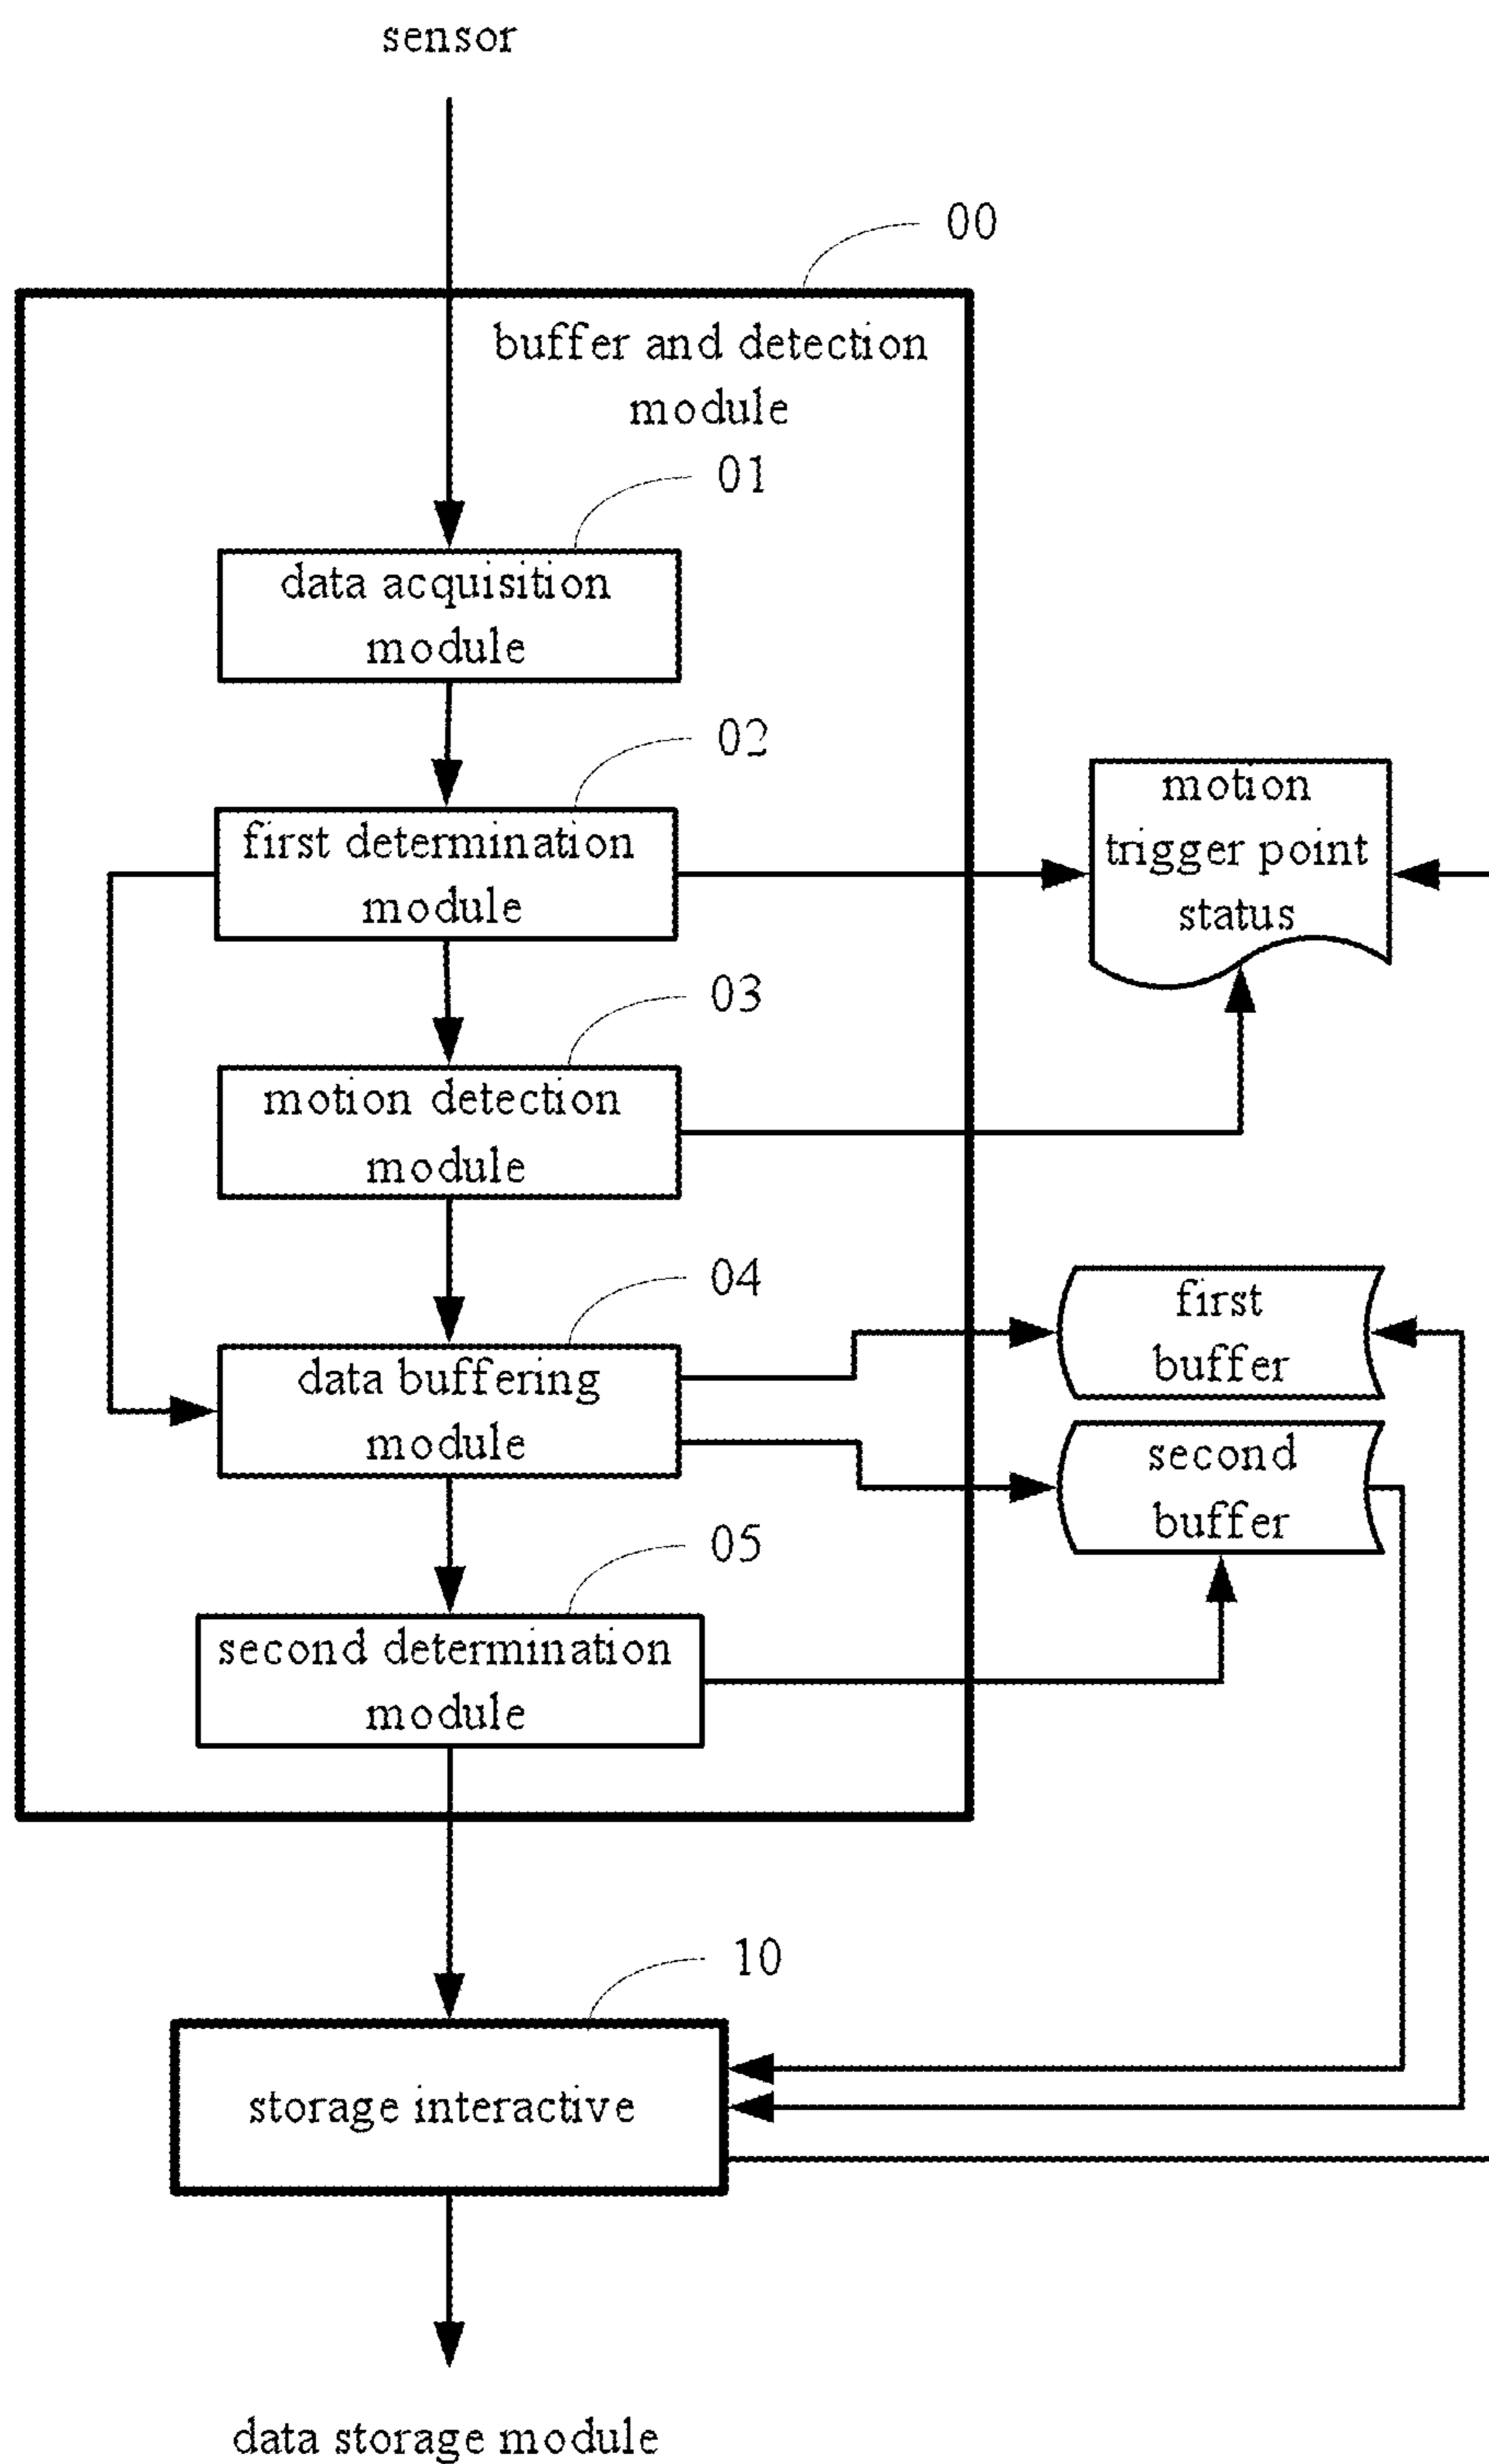 sensor
00
buffer and detection
module
01
data acquisition
module
02
first determination
module
motion
trigger point
status
03
motion detection
module
04
data buffering
module
first
buffer
second
buffer
05
second determination
module
10
storage interactive
data storage module